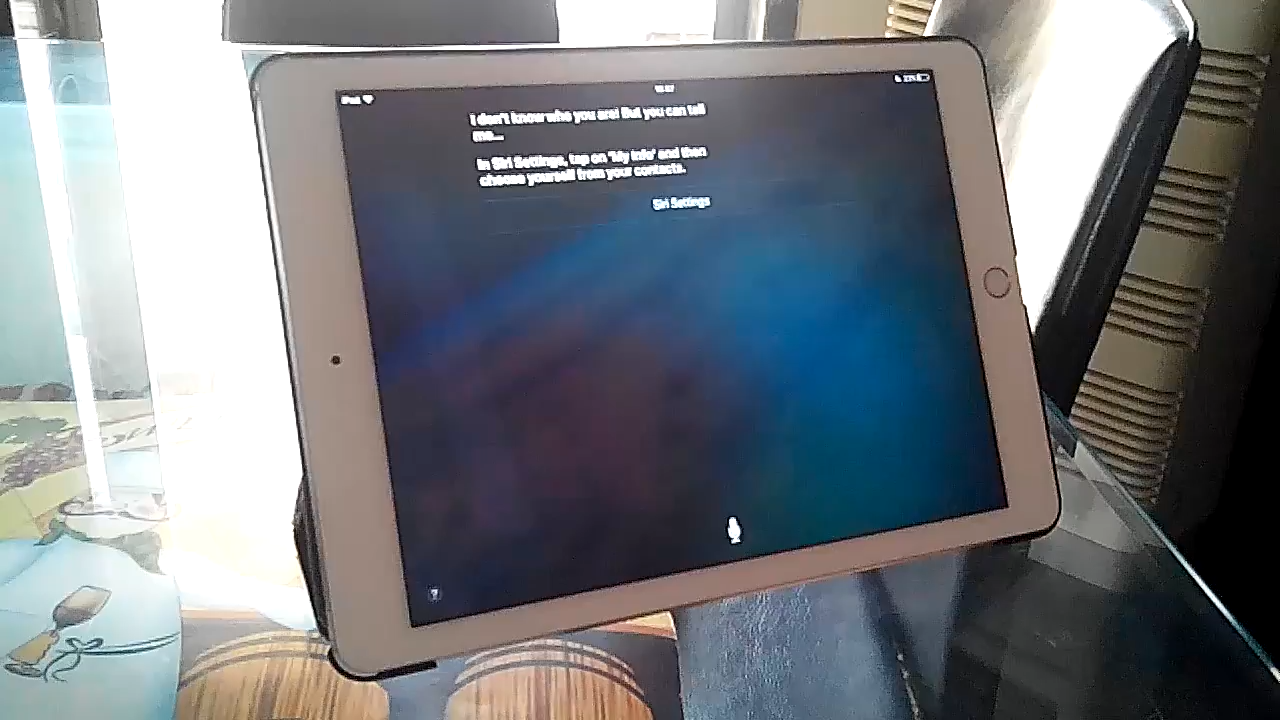 iPad
I don't know who you are! But you can tell
me...
In Siri Settings, tap on 'My Info' and then
choose yourself from your contacts.
Siri Settings
?